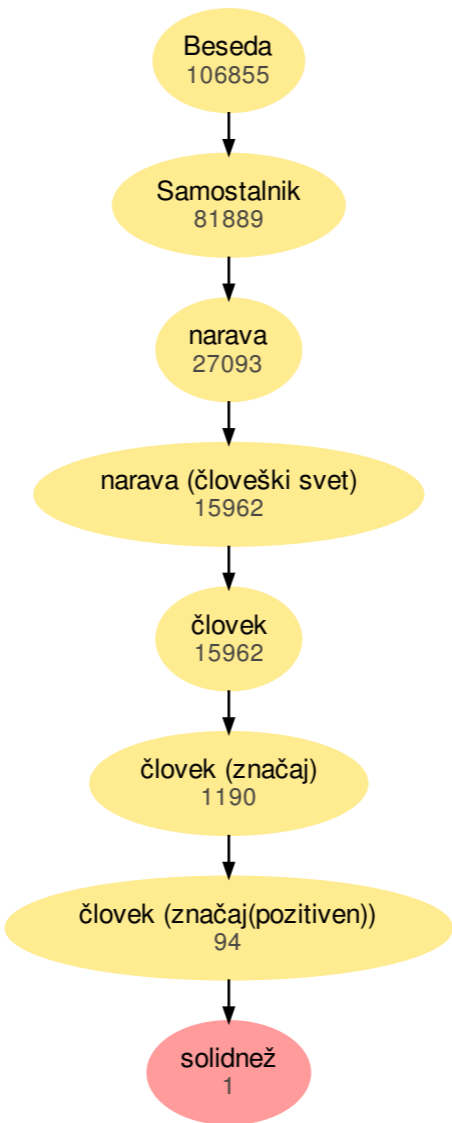 Beseda
106855
Samostalnik
81889
narava
27093
narava (človeški svet)
15962
človek
15962
človek (značaj)
1190
človek (značaj(pozitiven))
94
solidnež
1